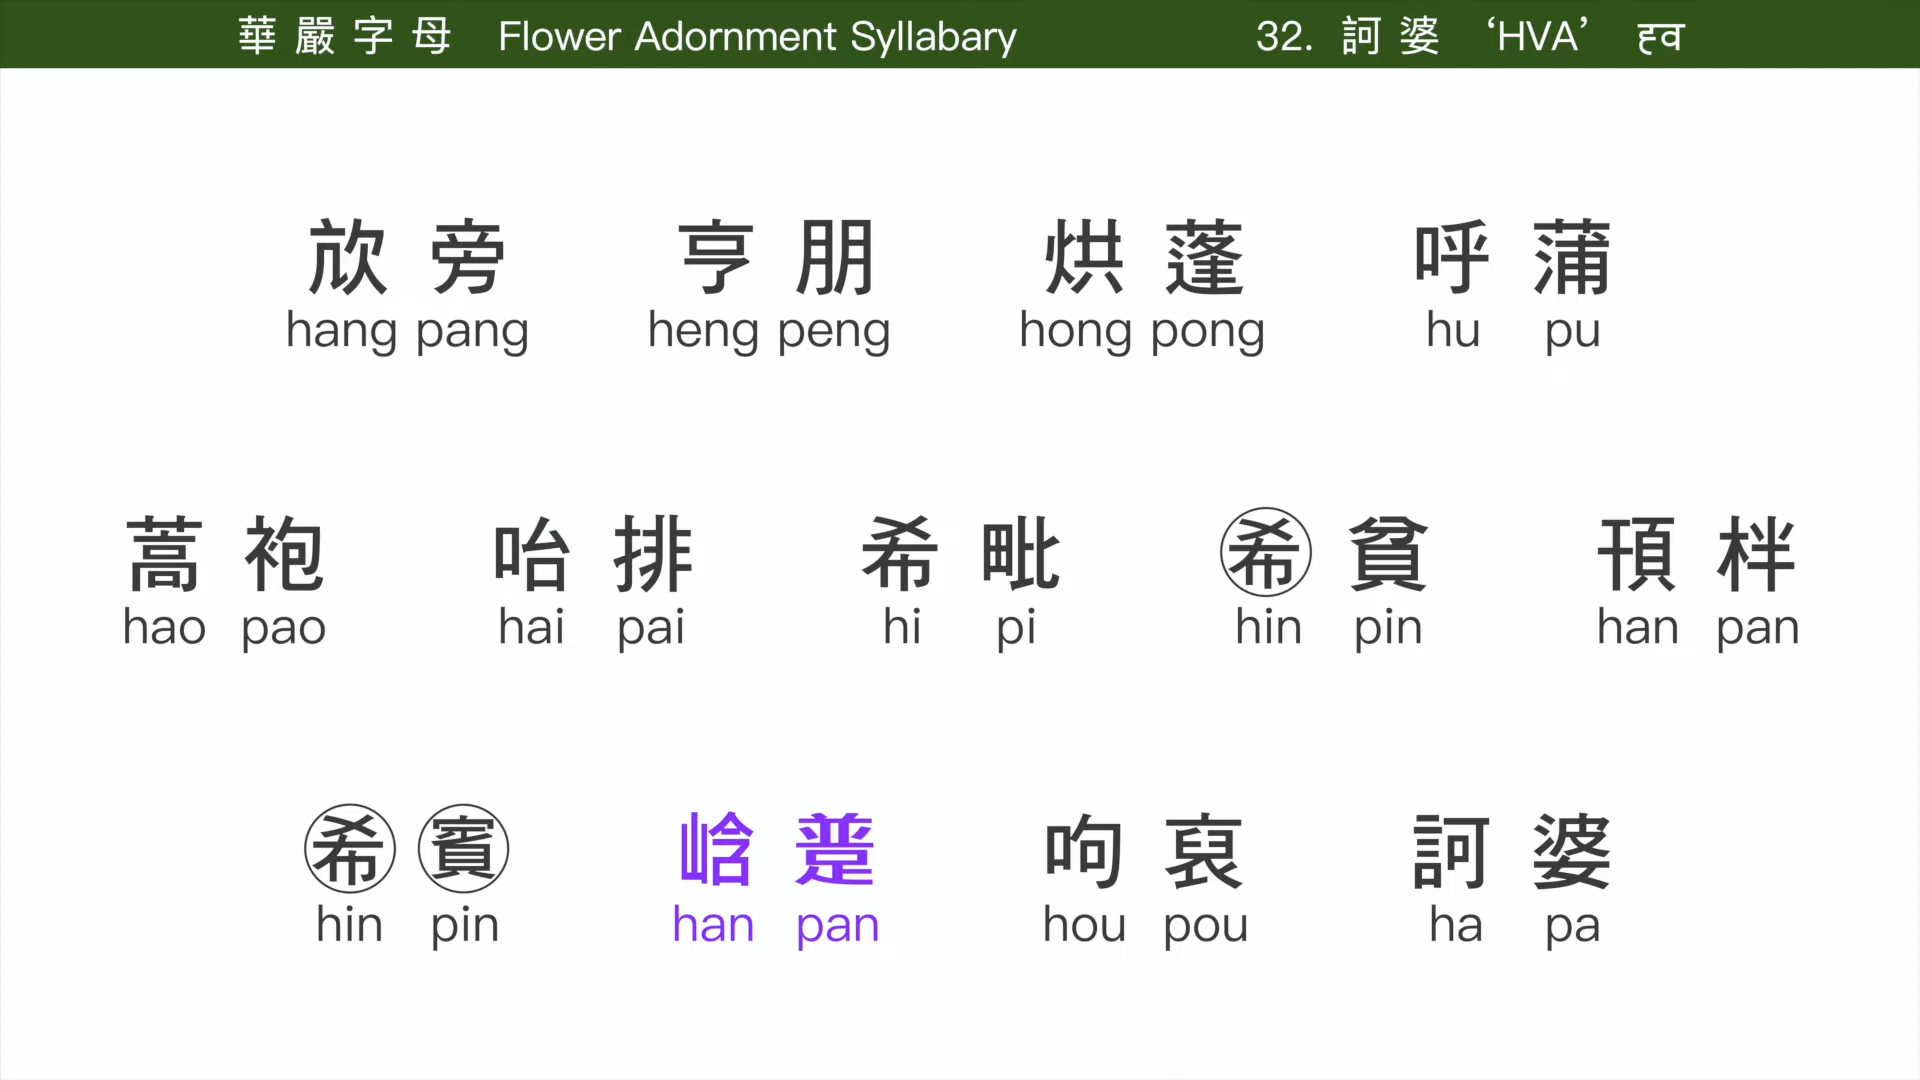 華嚴字母 Flower Adornment Syllabary 32. 訶婆 ‘HVA’ ह्व
㰠旁 亨朋 烘蓬 呼蒲
hang pang heng peng hong pong hu pu
蒿袍 咍排 希毗 希貧 頇柈
hao pao hai pai hi pi hin pin han pan
希賓 峆 呴裒 訶婆
hin pin han pan hou pou ha pa